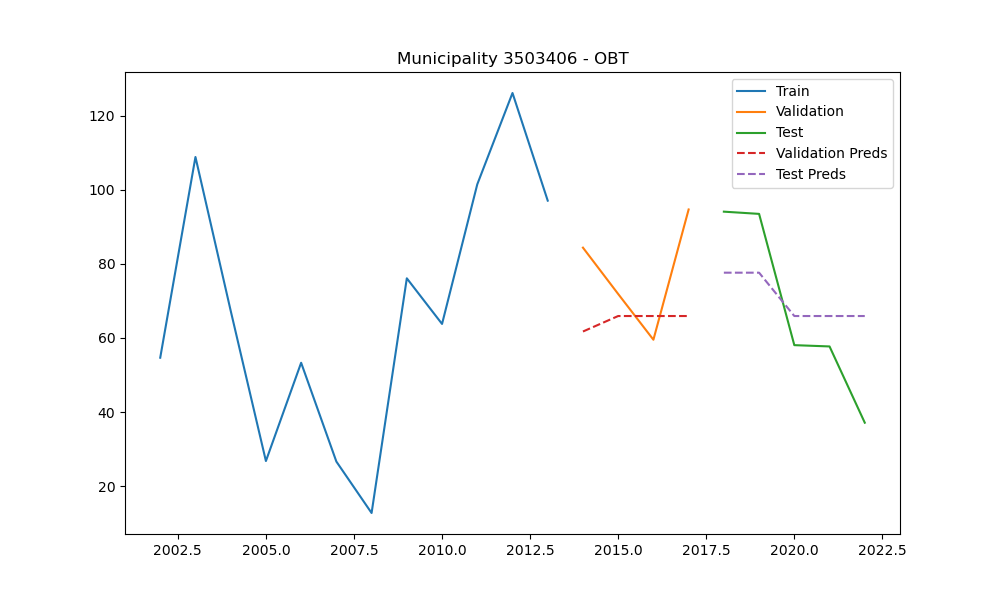 Municipality 3503406 - OBT
Train
Validation
Test
Validation Preds
Test Preds
120
100
80
60
40
20
2002.5 2005.0 2007.5 2010.0 2012.5 2015.0 2017.5 2020.0 2022.5